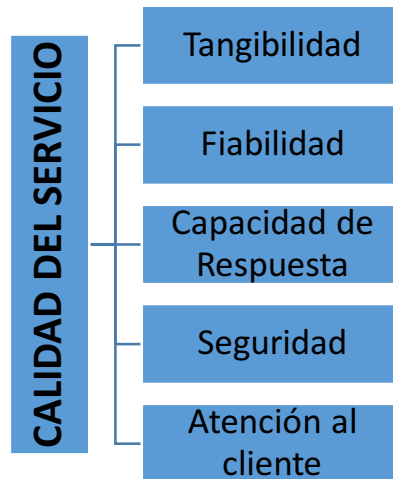 CALIDAD DEL SERVICIO
Tangibilidad
Fiabilidad
Capacidad de
Respuesta
Seguridad
Atención al
cliente